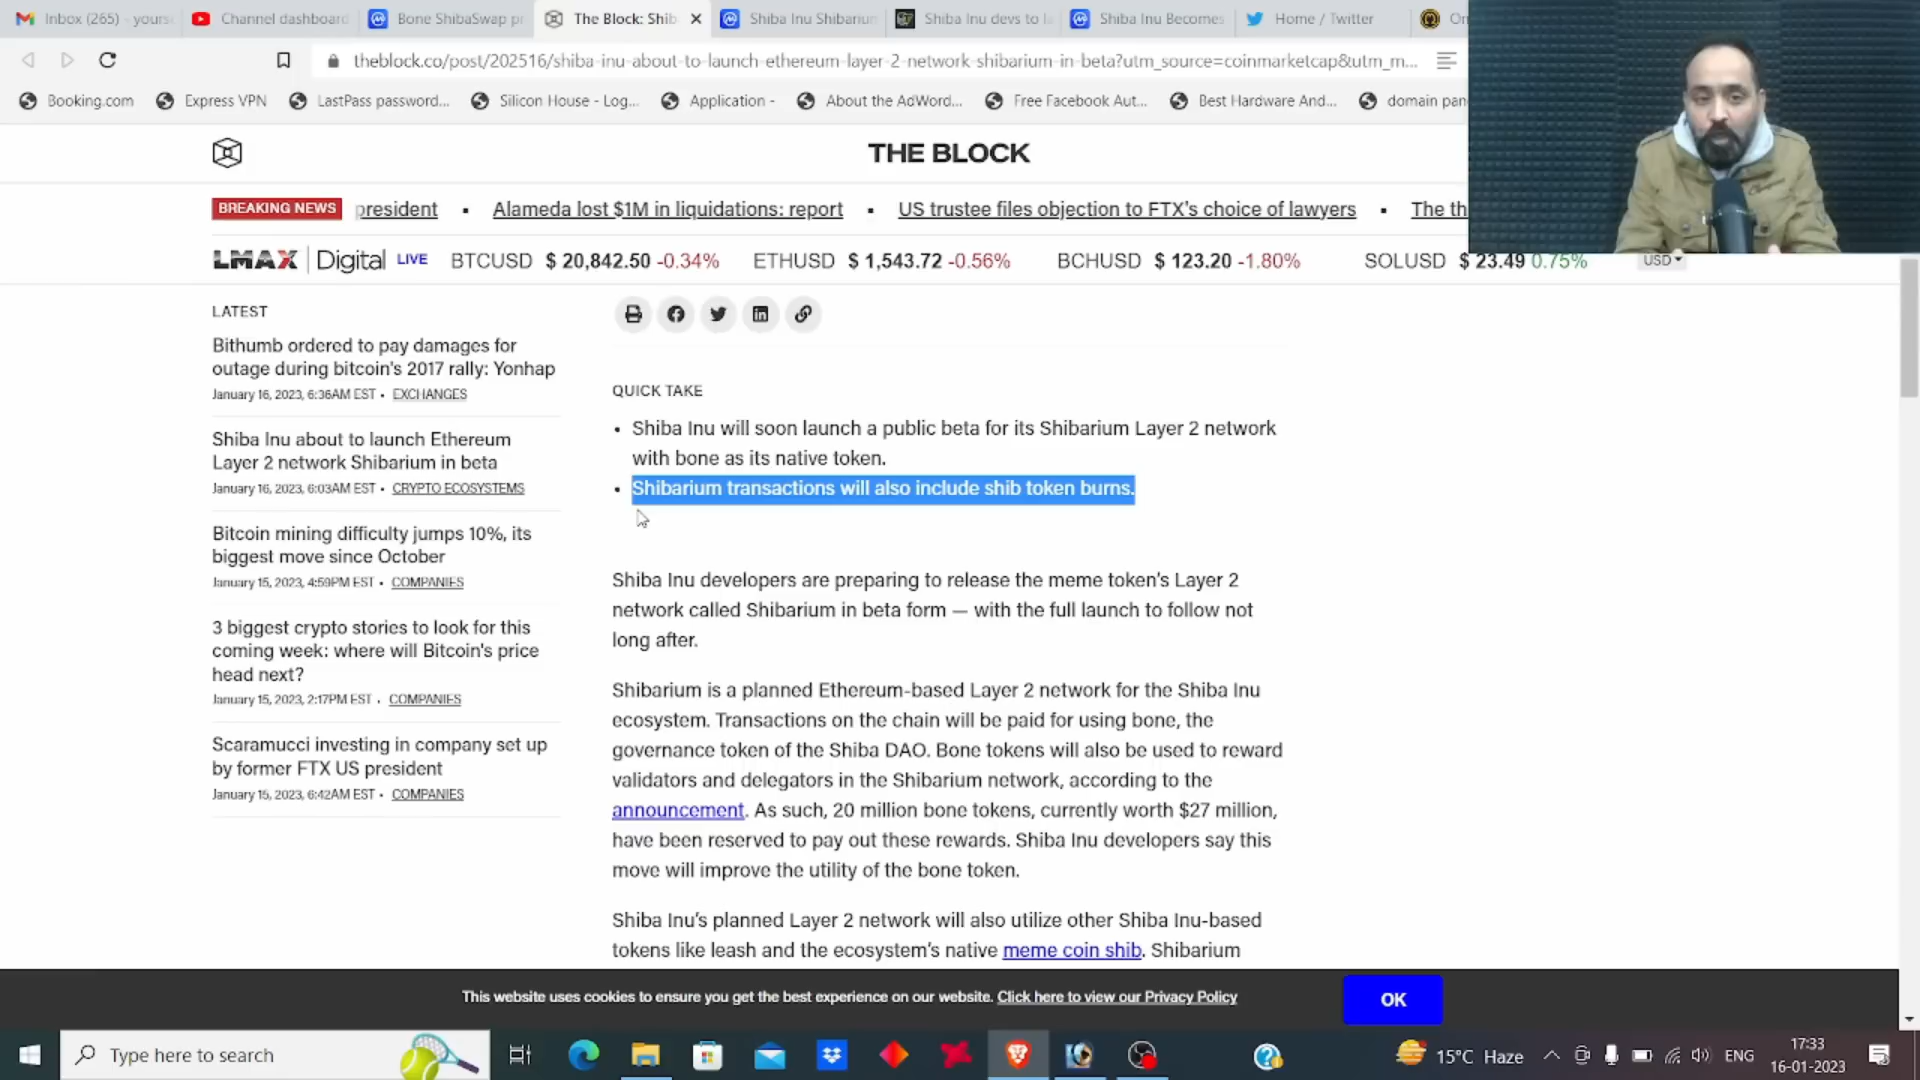 Inbox (265) - yours
Channel dashboard
Bone ShibaSwap pr
The Block: Shib
Shiba Inu Shibarium
Shiba Inu devs to la
Shiba Inu Becomes
Home / Twitter
On
theblock.co/post/202516/shiba-inu-about-to-launch-ethereum-layer-2-network-shibarium-in-beta?utm_source=coinmarketcap&utm_m...
Booking.com
Express VPN
LastPass password...
Silicon House - Log...
Application -
About the AdWord...
Free Facebook Aut...
Best Hardware And...
domain pan
THE BLOCK
BREAKING NEWS president ▪ Alameda lost $1M in liquidations: report ▪ US trustee files objection to FTX's choice of lawyers ▪ The th
LMAX Digital LIVE BTCUSD $ 20,842.50 -0.34% ETHUSD $ 1,543.72 -0.56% BCHUSD $ 123.20 -1.80% SOLUSD $ 23.49 0.75% USD
LATEST
Bithumb ordered to pay damages for
outage during bitcoin's 2017 rally: Yonhap
January 16, 2023, 6:36AM EST • EXCHANGES
Shiba Inu about to launch Ethereum
Layer 2 network Shibarium in beta
January 16, 2023, 6:03AM EST • CRYPTO ECOSYSTEMS
Bitcoin mining difficulty jumps 10%, its
biggest move since October
January 15, 2023, 4:59PM EST • COMPANIES
3 biggest crypto stories to look for this
coming week: where will Bitcoin's price
head next?
January 15, 2023, 2:17PM EST • COMPANIES
Scaramucci investing in company set up
by former FTX US president
January 15, 2023, 6:42AM EST • COMPANIES
QUICK TAKE
• Shiba Inu will soon launch a public beta for its Shibarium Layer 2 network
with bone as its native token.
• Shibarium transactions will also include shib token burns.
Shiba Inu developers are preparing to release the meme token's Layer 2
network called Shibarium in beta form — with the full launch to follow not
long after.
Shibarium is a planned Ethereum-based Layer 2 network for the Shiba Inu
ecosystem. Transactions on the chain will be paid for using bone, the
governance token of the Shiba DAO. Bone tokens will also be used to reward
validators and delegators in the Shibarium network, according to the
announcement. As such, 20 million bone tokens, currently worth $27 million,
have been reserved to pay out these rewards. Shiba Inu developers say this
move will improve the utility of the bone token.
Shiba Inu's planned Layer 2 network will also utilize other Shiba Inu-based
tokens like leash and the ecosystem's native meme coin shib. Shibarium
This website uses cookies to ensure you get the best experience on our website. Click here to view our Privacy Policy
OK
Type here to search
15°C Haze
ENG
17:33
16-01-2023